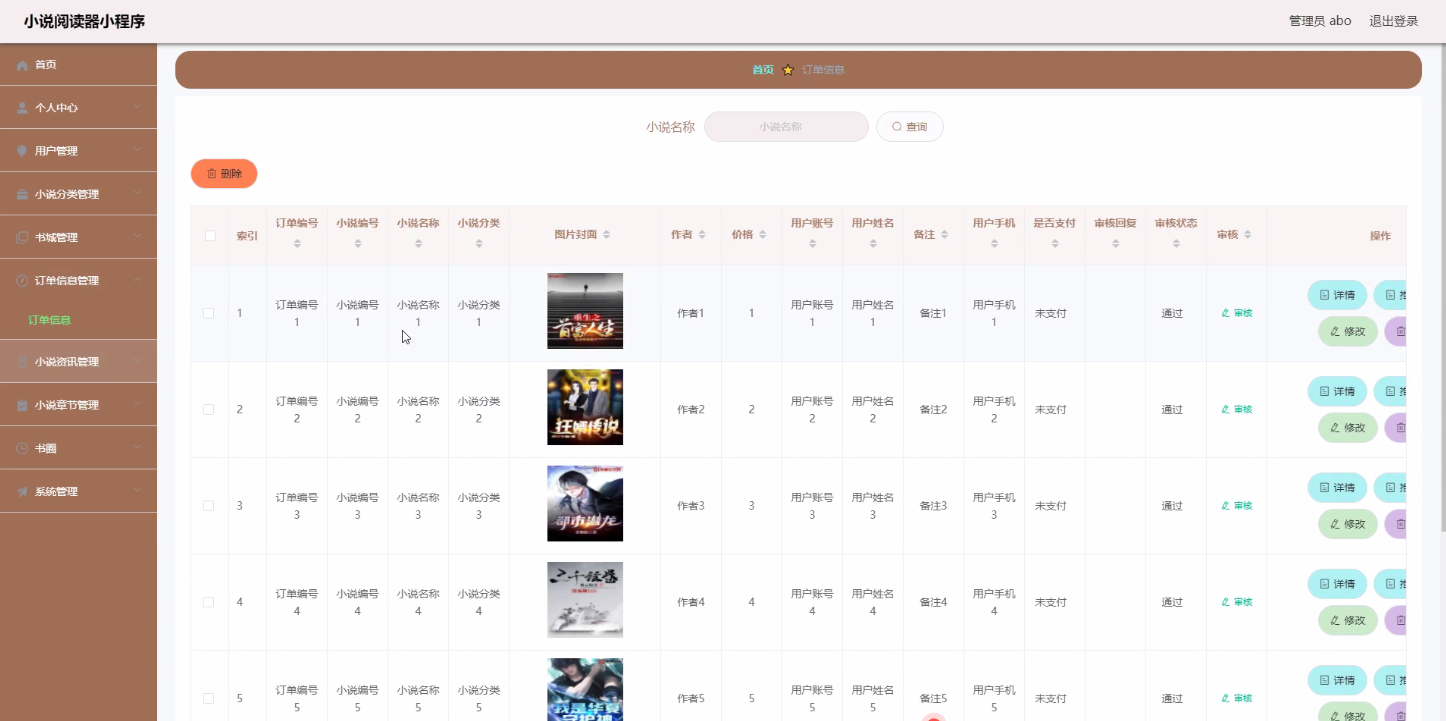 小说阅读器小程序
管理员 abo 退出登录
首页
个人中心
用户管理
小说分类管理
书城管理
订单信息管理
订单信息
小说资讯管理
小说章节管理
书圈
系统管理
首页 订单信息
小说名称 小说名称 查询
删除
索引 订单编号 小说编号 小说名称 小说分类 图片封面 作者 价格 用户账号 用户姓名 备注 用户手机 是否支付 审核回复 审核状态 审核 操作
1 订单编号1 小说编号1 小说名称1 小说分类1 作者1 1 用户账号1 用户姓名1 备注1 用户手机1 未支付 通过 审核 详情
修改
重生之
首富人生
2 订单编号2 小说编号2 小说名称2 小说分类2 作者2 2 用户账号2 用户姓名2 备注2 用户手机2 未支付 通过 审核 详情
修改
狂婿传说
3 订单编号3 小说编号3 小说名称3 小说分类3 作者3 3 用户账号3 用户姓名3 备注3 用户手机3 未支付 通过 审核 详情
修改
都市潜龙
4 订单编号4 小说编号4 小说名称4 小说分类4 作者4 4 用户账号4 用户姓名4 备注4 用户手机4 未支付 通过 审核 详情
修改
5 订单编号5 小说编号5 小说名称5 小说分类5 作者5 5 用户账号5 用户姓名5 备注5 用户手机5 未支付 通过 审核 详情
修改
我是华夏